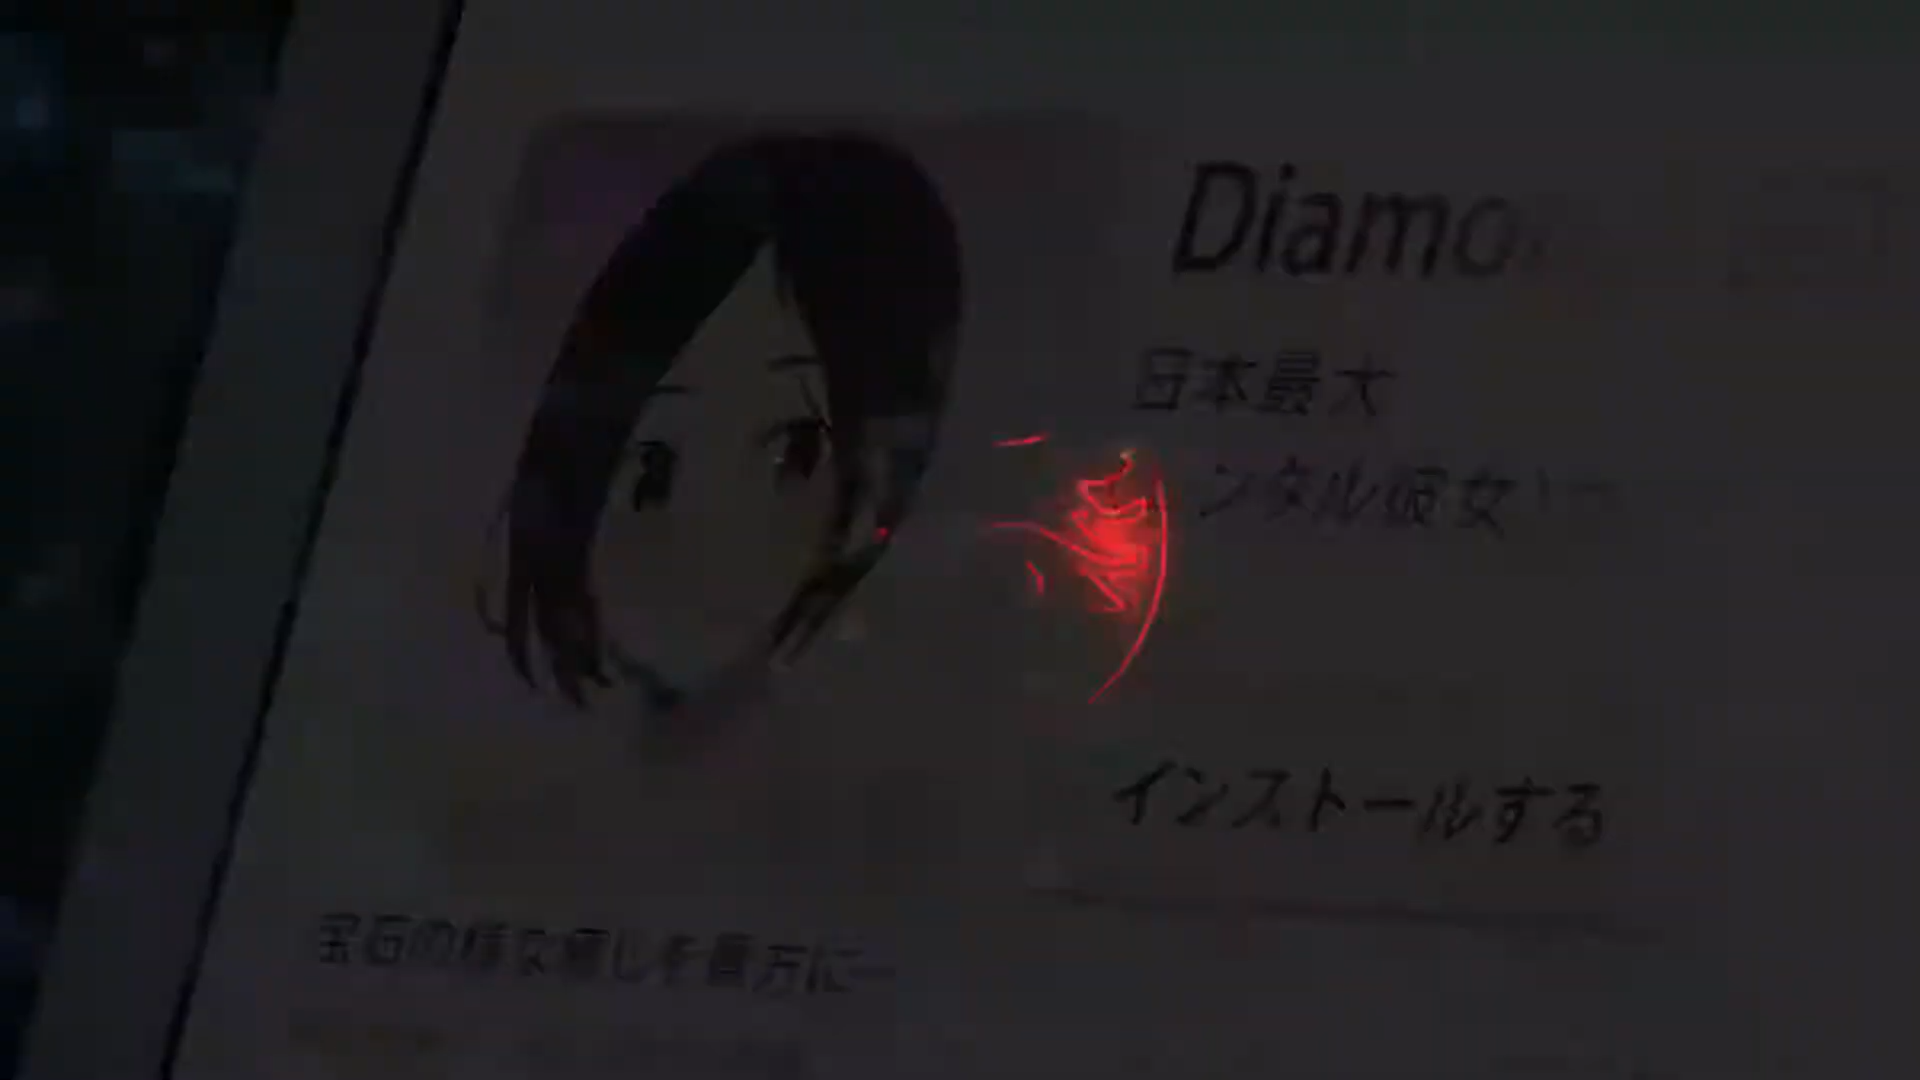 Diamo
日本最大
ンタル彼女
インストールする
宝石の様な癒しを貴方に